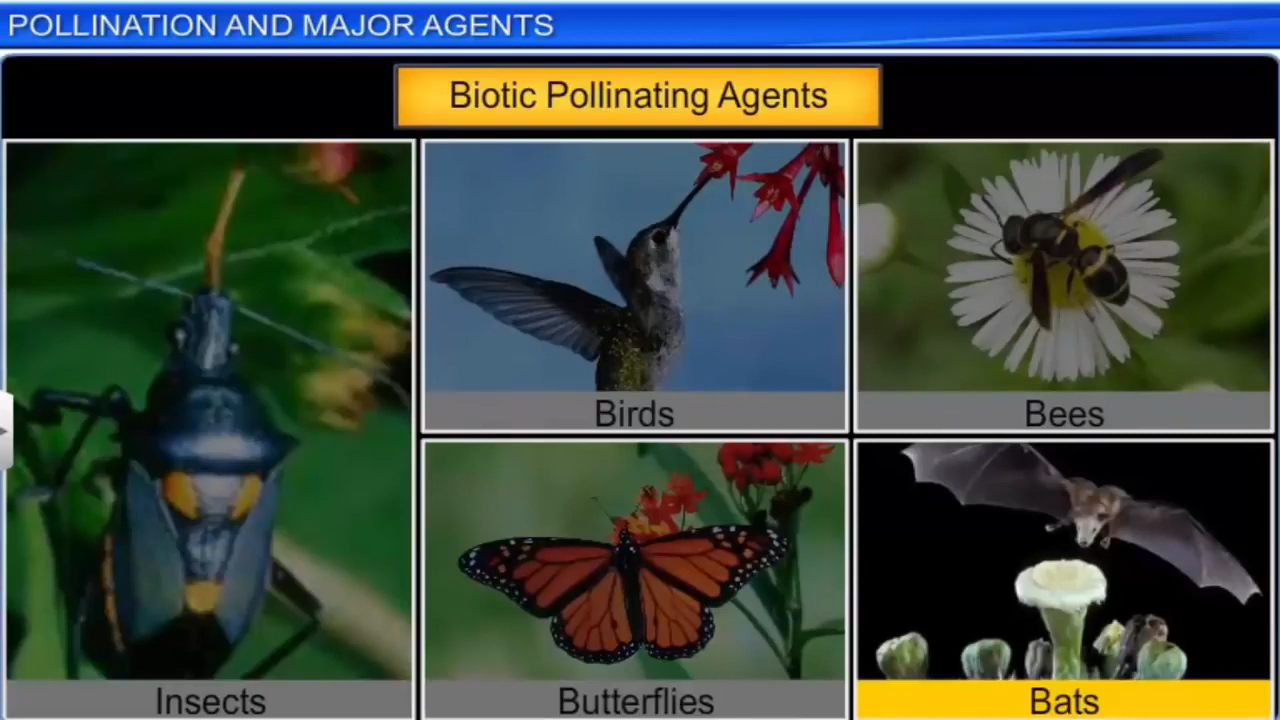 POLLINATION AND MAJOR AGENTS
Biotic Pollinating Agents
Birds
Bees
Insects
Butterflies
Bats